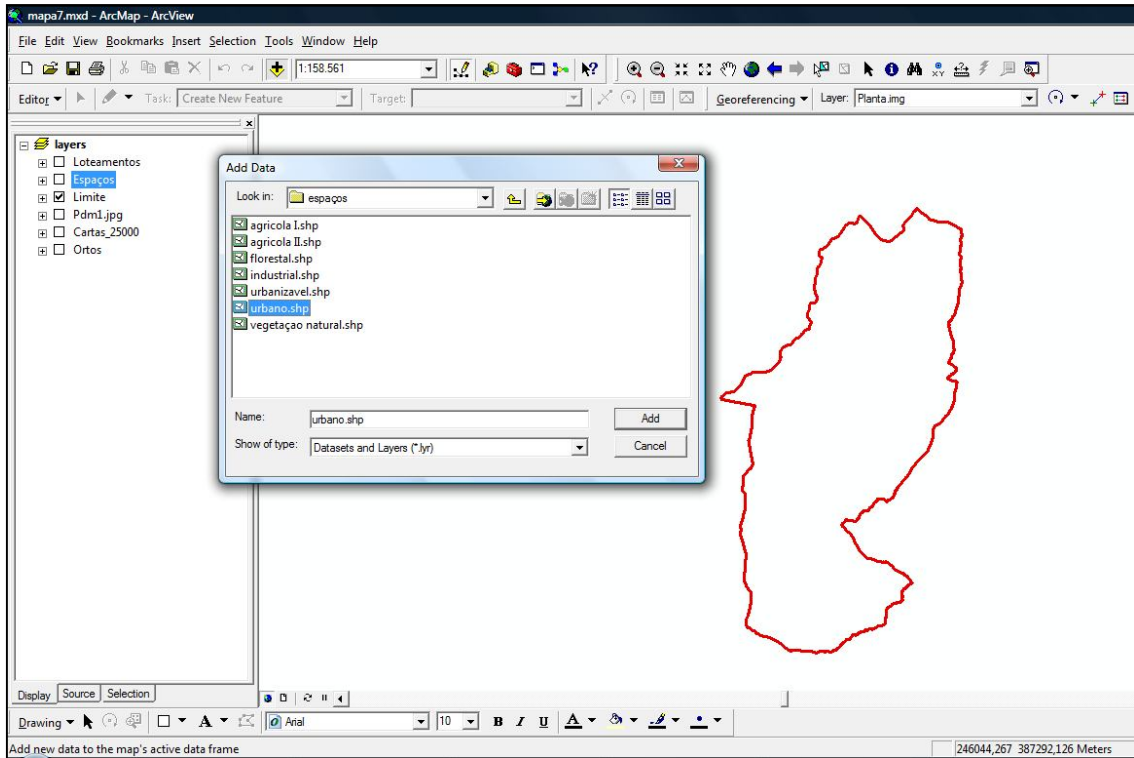 mapa7.mxd - ArcMap - ArcView
File Edit View Bookmarks Insert Selection Tools Window Help
1:158.561
Editor Task: Create New Feature Target: Georeferencing Layer: Planta.img
layers
Loteamentos
Espaços
Limite
Pdm1.jpg
Cartas_25000
Ortos
Add Data
Look in: espaços
agricola I.shp
agricola II.shp
florestal.shp
industrial.shp
urbanizavel.shp
urbano.shp
vegetaçao natural.shp
Name: urbano.shp Add
Show of type: Datasets and Layers (*.lyr) Cancel
Display Source Selection
Drawing A Arial 10 B I U A
Add new data to the map's active data frame 246044,267 387292,126 Meters